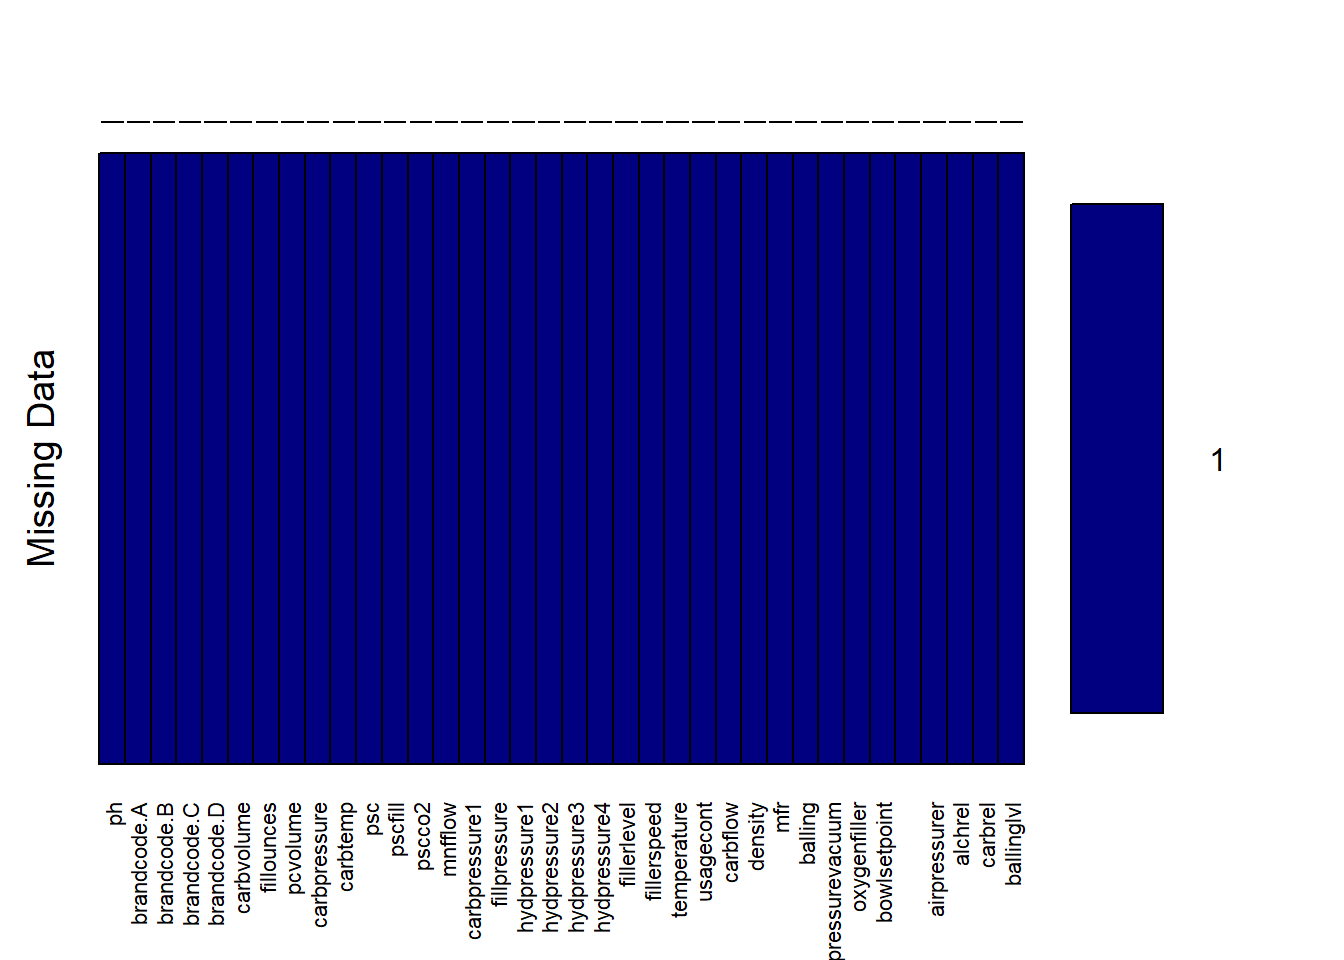 Missing Data
1
ph
brandcode.A
brandcode.B
brandcode.C
brandcode.D
carbvolume
fillounces
pcvolume
carbpressure
carbtemp
psc
pscfill
pscco2
mnfflow
carbpressure1
fillpressure
hydpressure1
hydpressure2
hydpressure3
hydpressure4
fillerlevel
fillerspeed
temperature
usagecont
carbflow
density
mfr
balling
pressurevacuum
oxygenfiller
bowlsetpoint
airpressurer
alchrel
carbrel
ballinglvl